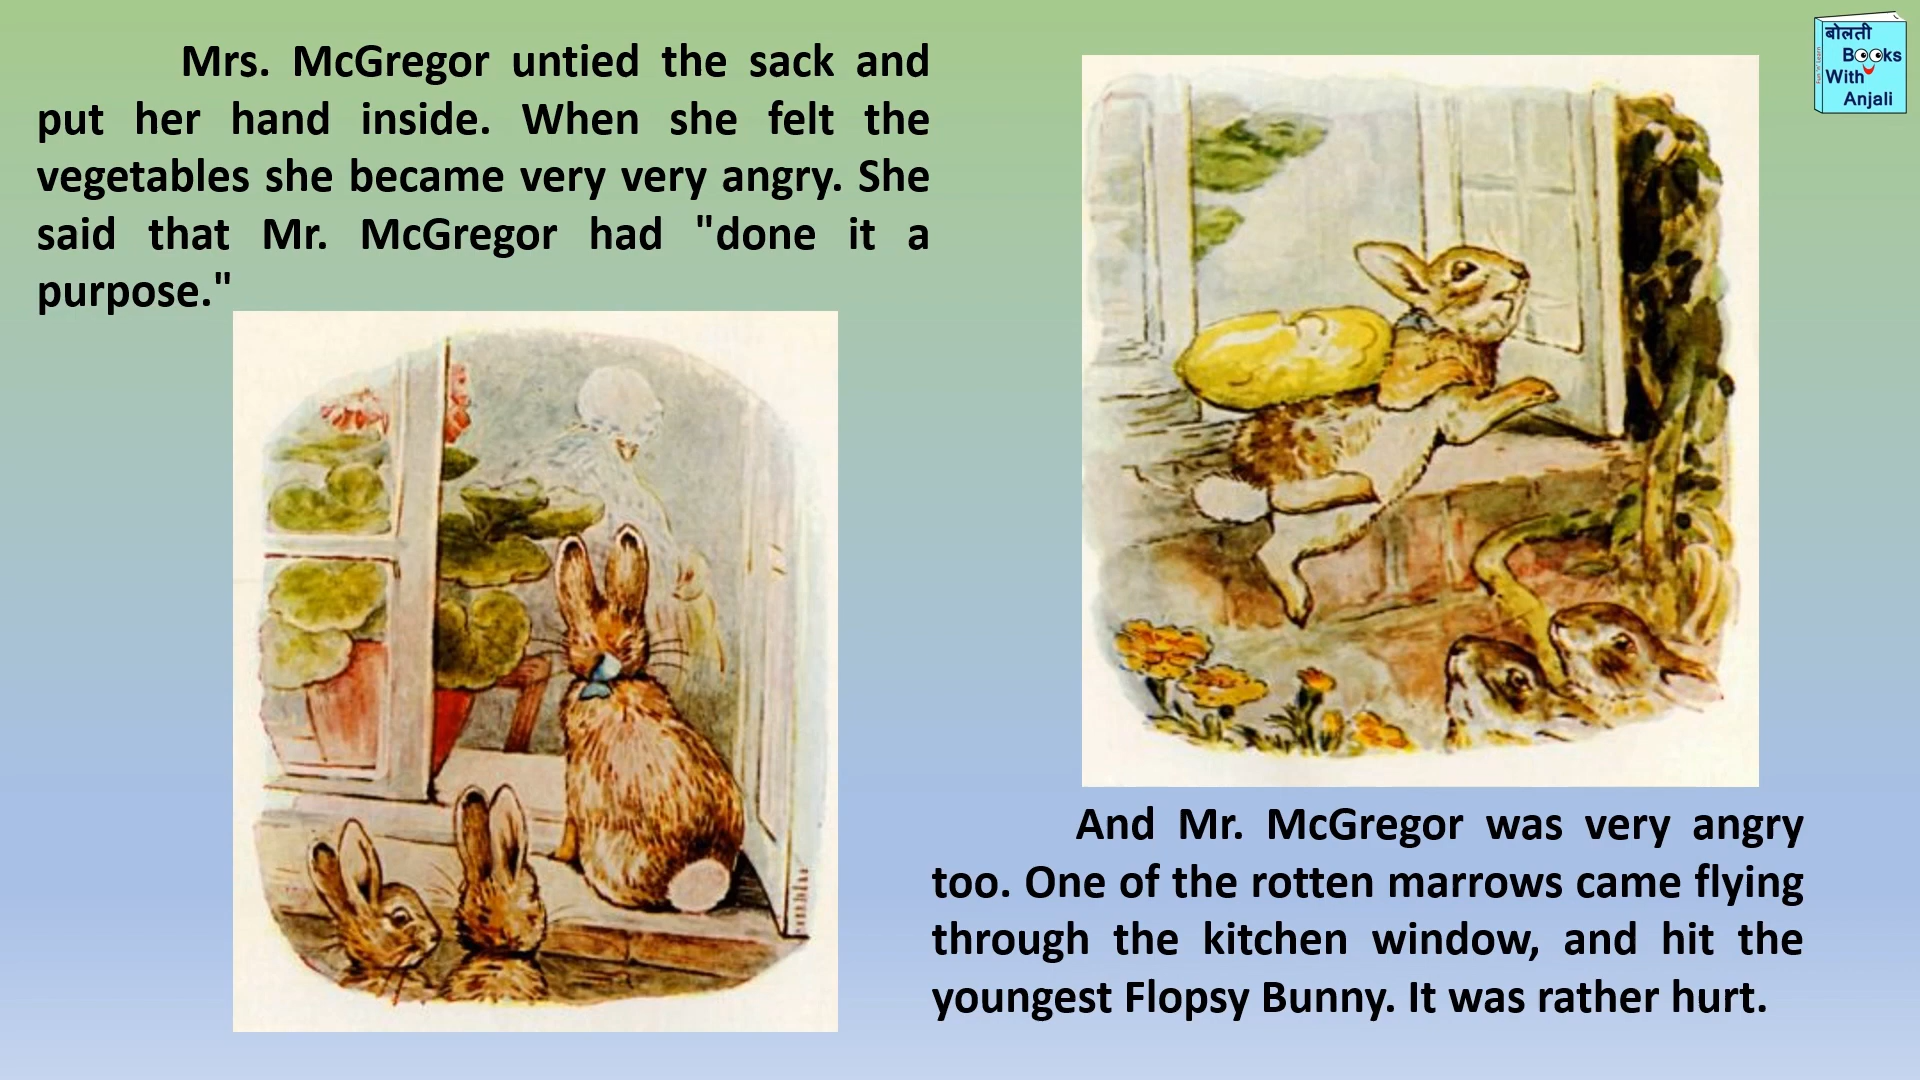 Mrs. McGregor untied the sack and
put her hand inside. When she felt the
vegetables she became very very angry. She
said that Mr. McGregor had "done it a
purpose."
And Mr. McGregor was very angry
too. One of the rotten marrows came flying
through the kitchen window, and hit the
youngest Flopsy Bunny. It was rather hurt.
बोलती
Books
With
Anjali